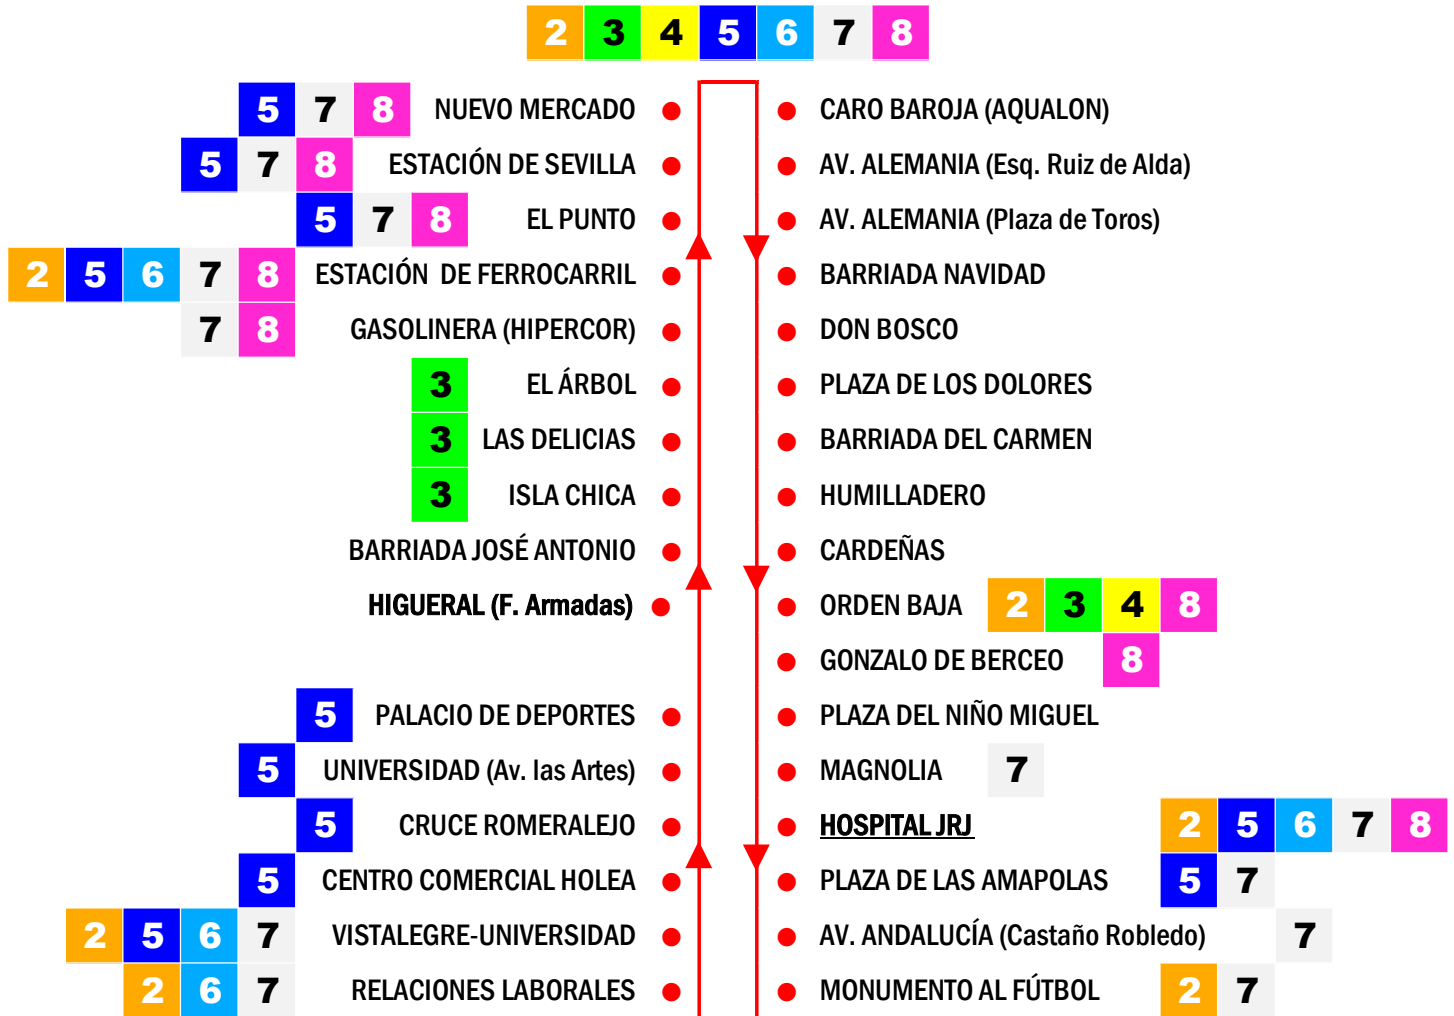 2 3 4 5 6 7 8
5 7 8 NUEVO MERCADO
CARO BAROJA (AQUALON)
5 7 8 ESTACIÓN DE SEVILLA
AV. ALEMANIA (Esq. Ruiz de Alda)
5 7 8 EL PUNTO
AV. ALEMANIA (Plaza de Toros)
2 5 6 7 8 ESTACIÓN DE FERROCARRIL
BARRIADA NAVIDAD
7 8 GASOLINERA (HIPERCOR)
DON BOSCO
3 EL ÁRBOL
PLAZA DE LOS DOLORES
3 LAS DELICIAS
BARRIADA DEL CARMEN
3 ISLA CHICA
HUMILLADERO
BARRIADA JOSÉ ANTONIO
CARDEÑAS
HIGUERAL (F. Armadas)
ORDEN BAJA 2 3 4 8
GONZALO DE BERCEO 8
5 PALACIO DE DEPORTES
PLAZA DEL NIÑO MIGUEL
5 UNIVERSIDAD (Av. las Artes)
MAGNOLIA 7
5 CRUCE ROMERALEJO
HOSPITAL JRJ 2 5 6 7 8
5 CENTRO COMERCIAL HOLEA
PLAZA DE LAS AMAPOLAS 5 7
2 5 6 7 VISTALEGRE-UNIVERSIDAD
AV. ANDALUCÍA (Castaño Robledo) 7
2 6 7 RELACIONES LABORALES
MONUMENTO AL FÚTBOL 2 7